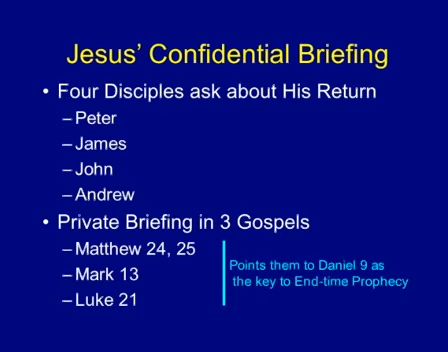 Jesus’ Confidential Briefing
• Four Disciples ask about His Return
– Peter
– James
– John
– Andrew
• Private Briefing in 3 Gospels
– Matthew 24, 25
– Mark 13
– Luke 21
Points them to Daniel 9 as
the key to End-time Prophecy